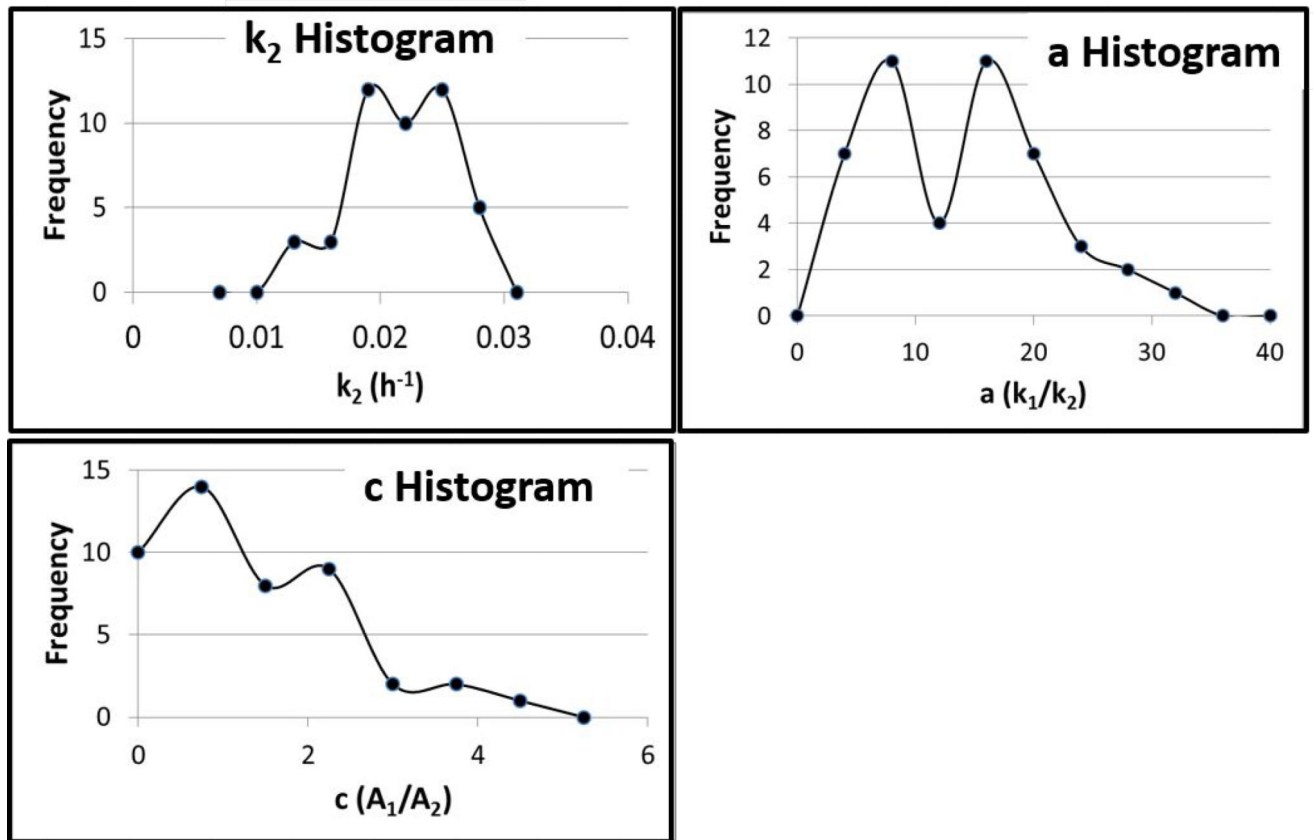 k₂ Histogram
Frequency
15
10
5
0
0 0.01 0.02 0.03 0.04
k₂ (h⁻¹)
a Histogram
Frequency
12
10
8
6
4
2
0
0 10 20 30 40
a (k₁/k₂)
c Histogram
Frequency
15
10
5
0
0 2 4 6
c (A₁/A₂)